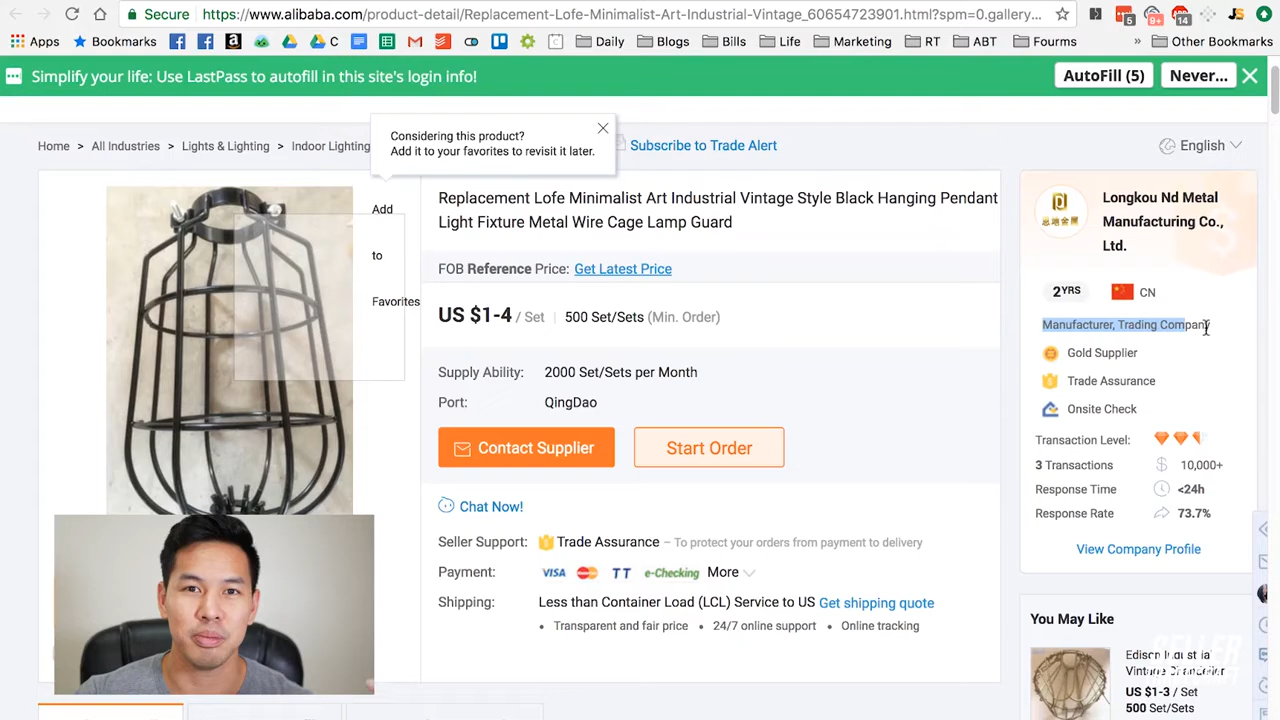 Secure https://www.alibaba.com/product-detail/Replacement-Lofe-Minimalist-Art-Industrial-Vintage_60654723901.html?spm=0.gallery...
5 9+ 14 JS
Apps Bookmarks C Daily Blogs Bills Life Marketing RT ABT Fourms » Other Bookmarks
Simplify your life: Use LastPass to autofill in this site's login info! AutoFill (5) Never...
Considering this product?
Add it to your favorites to revisit it later.
Home > All Industries > Lights & Lighting > Indoor Lighting Subscribe to Trade Alert English
Add
to
Favorites
Replacement Lofe Minimalist Art Industrial Vintage Style Black Hanging Pendant
Light Fixture Metal Wire Cage Lamp Guard
FOB Reference Price: Get Latest Price
US $1-4 / Set 500 Set/Sets (Min. Order)
Supply Ability: 2000 Set/Sets per Month
Port: QingDao
Contact Supplier Start Order
Chat Now!
Seller Support: Trade Assurance – To protect your orders from payment to delivery
Payment: VISA TT e-Checking More
Shipping: Less than Container Load (LCL) Service to US Get shipping quote
• Transparent and fair price • 24/7 online support • Online tracking
Longkou Nd Metal
Manufacturing Co.,
Ltd.
2YRS CN
Manufacturer, Trading Company
Gold Supplier
Trade Assurance
Onsite Check
Transaction Level:
3 Transactions $ 10,000+
Response Time <24h
Response Rate 73.7%
View Company Profile
You May Like
Edison Industrial
Vintage Chandelier
US $1-3 / Set
500 Set/Sets
SELLER